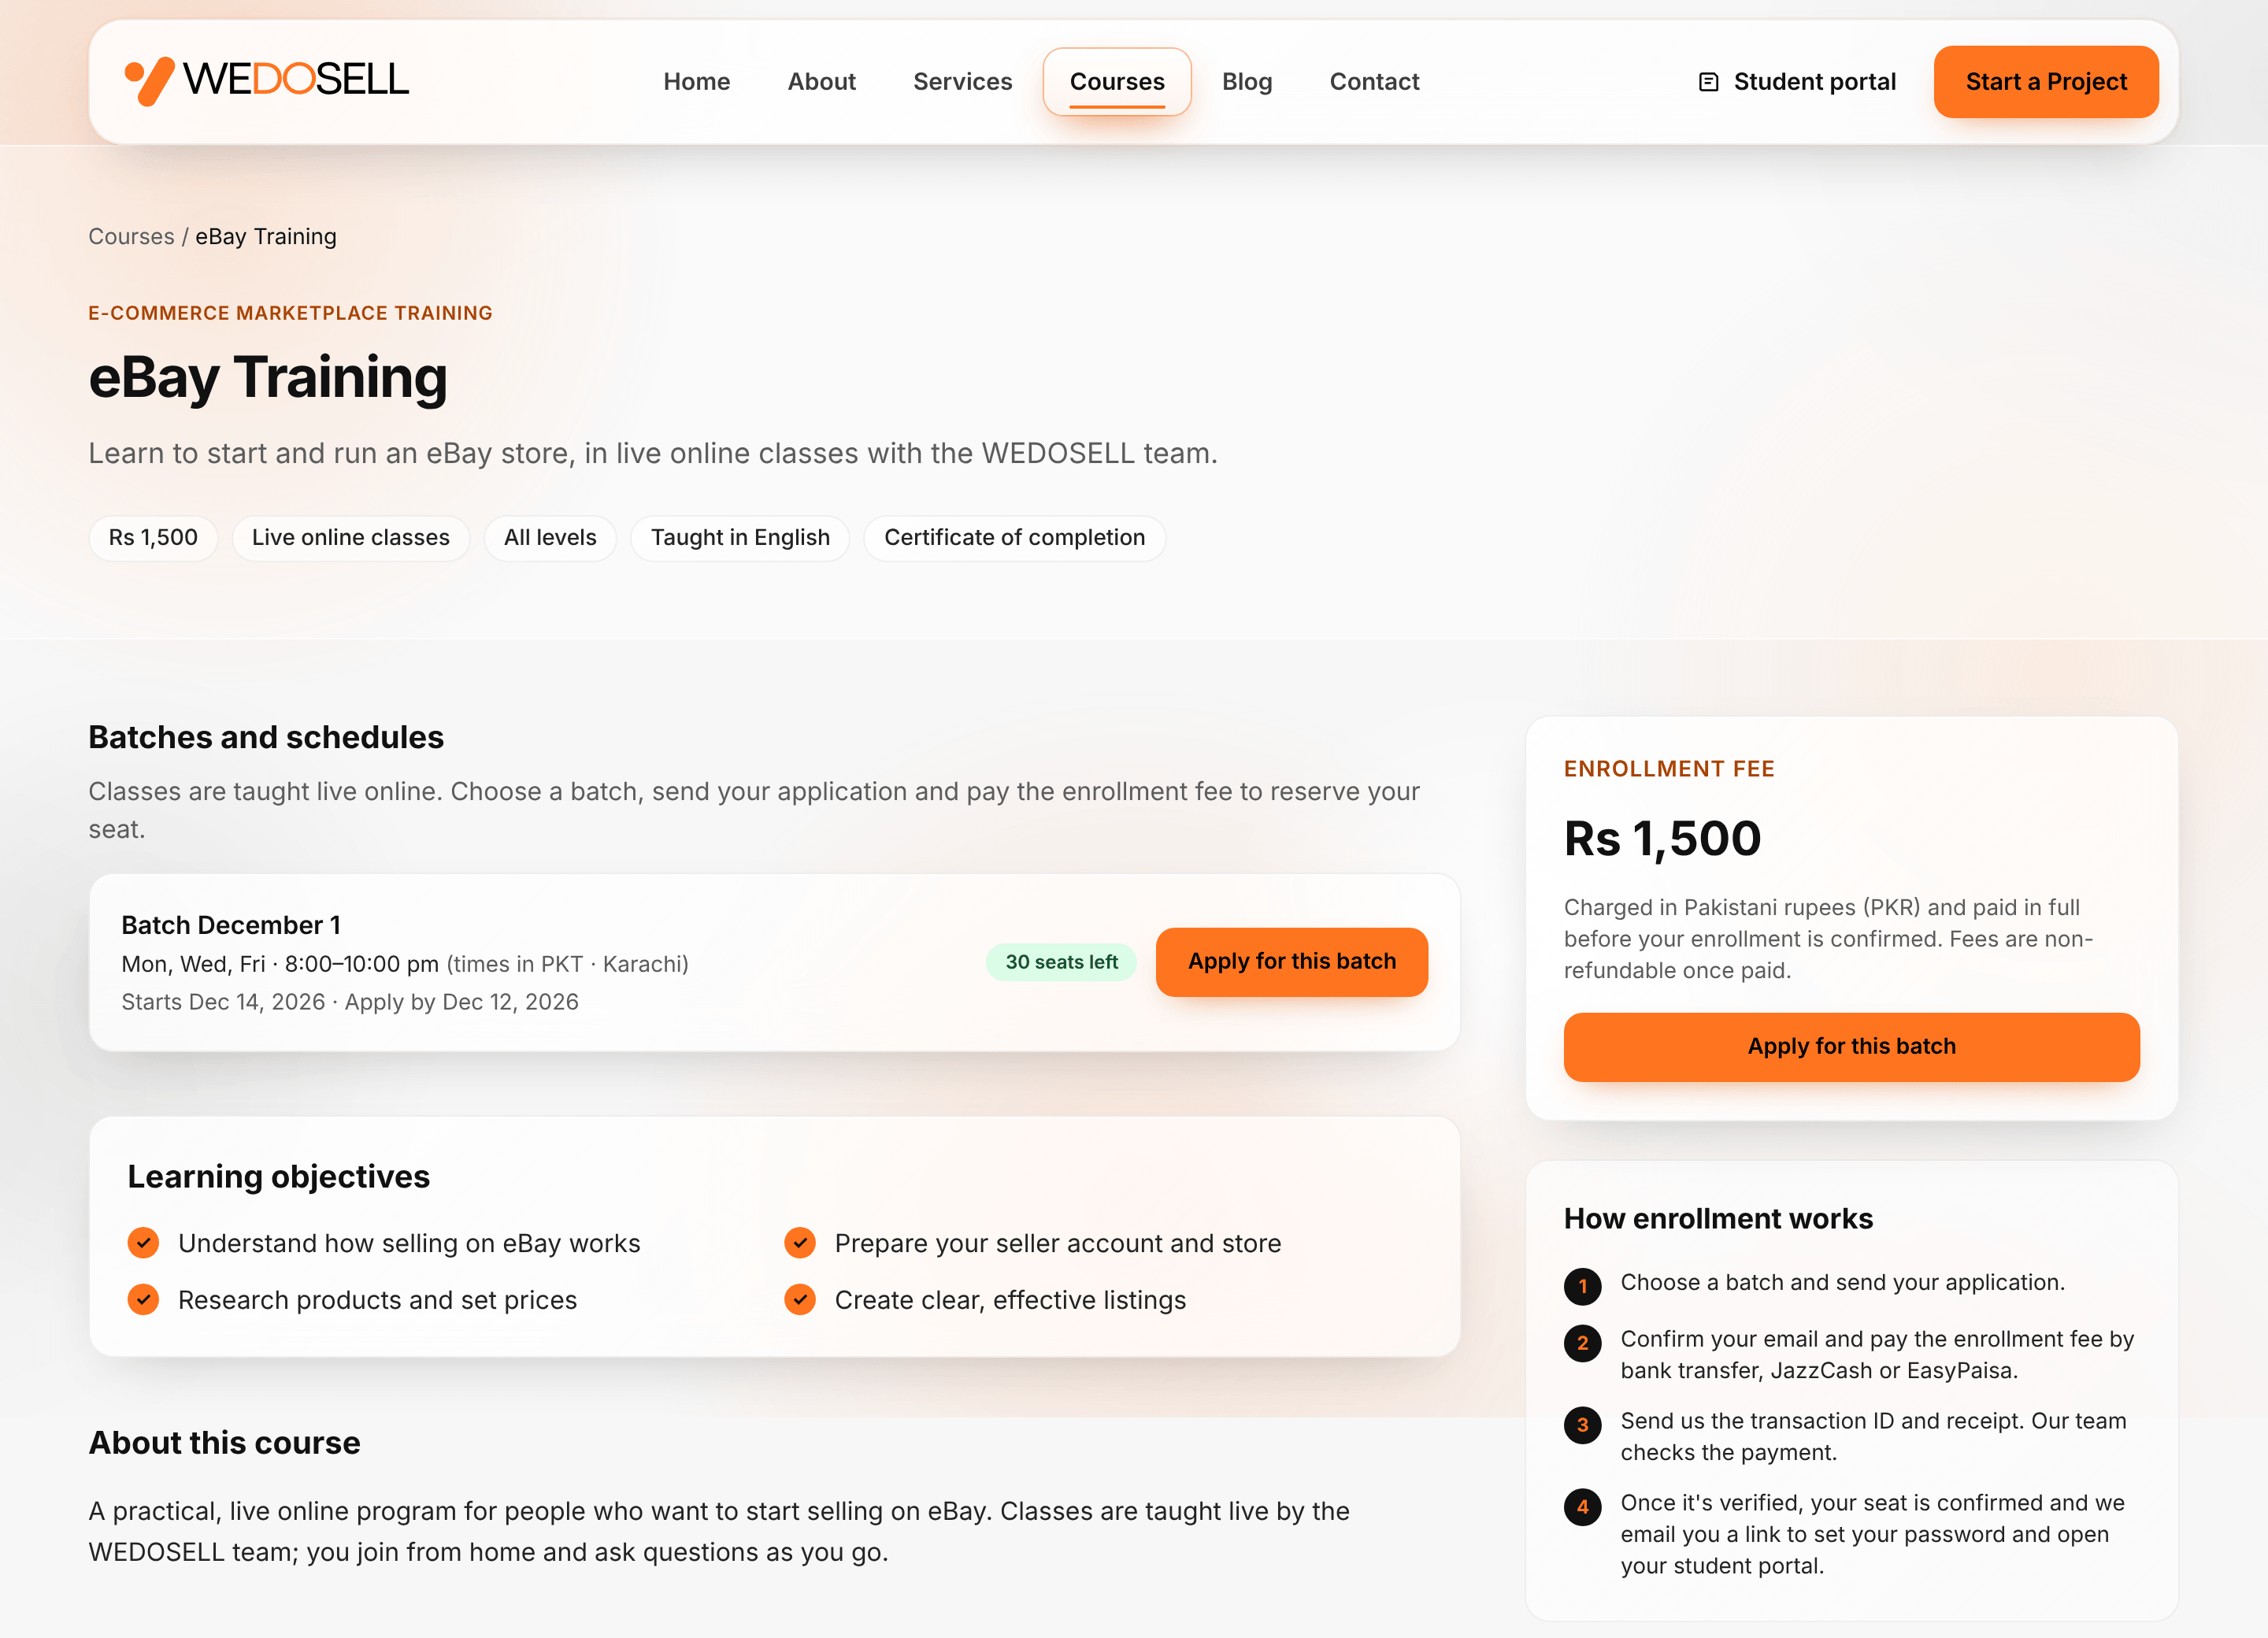 WEDOSELL
Home
About
Services
Courses
Blog
Contact
Student portal
Start a Project
Courses / eBay Training
E-COMMERCE MARKETPLACE TRAINING
eBay Training
Learn to start and run an eBay store, in live online classes with the WEDOSELL team.
Rs 1,500
Live online classes
All levels
Taught in English
Certificate of completion
Batches and schedules
Classes are taught live online. Choose a batch, send your application and pay the enrollment fee to reserve your
seat.
Batch December 1
Mon, Wed, Fri · 8:00–10:00 pm (times in PKT · Karachi)
Starts Dec 14, 2026 · Apply by Dec 12, 2026
30 seats left
Apply for this batch
Learning objectives
Understand how selling on eBay works
Prepare your seller account and store
Research products and set prices
Create clear, effective listings
About this course
A practical, live online program for people who want to start selling on eBay. Classes are taught live by the
WEDOSELL team; you join from home and ask questions as you go.
ENROLLMENT FEE
Rs 1,500
Charged in Pakistani rupees (PKR) and paid in full
before your enrollment is confirmed. Fees are non-
refundable once paid.
Apply for this batch
How enrollment works
1 Choose a batch and send your application.
2 Confirm your email and pay the enrollment fee by
bank transfer, JazzCash or EasyPaisa.
3 Send us the transaction ID and receipt. Our team
checks the payment.
4 Once it's verified, your seat is confirmed and we
email you a link to set your password and open
your student portal.